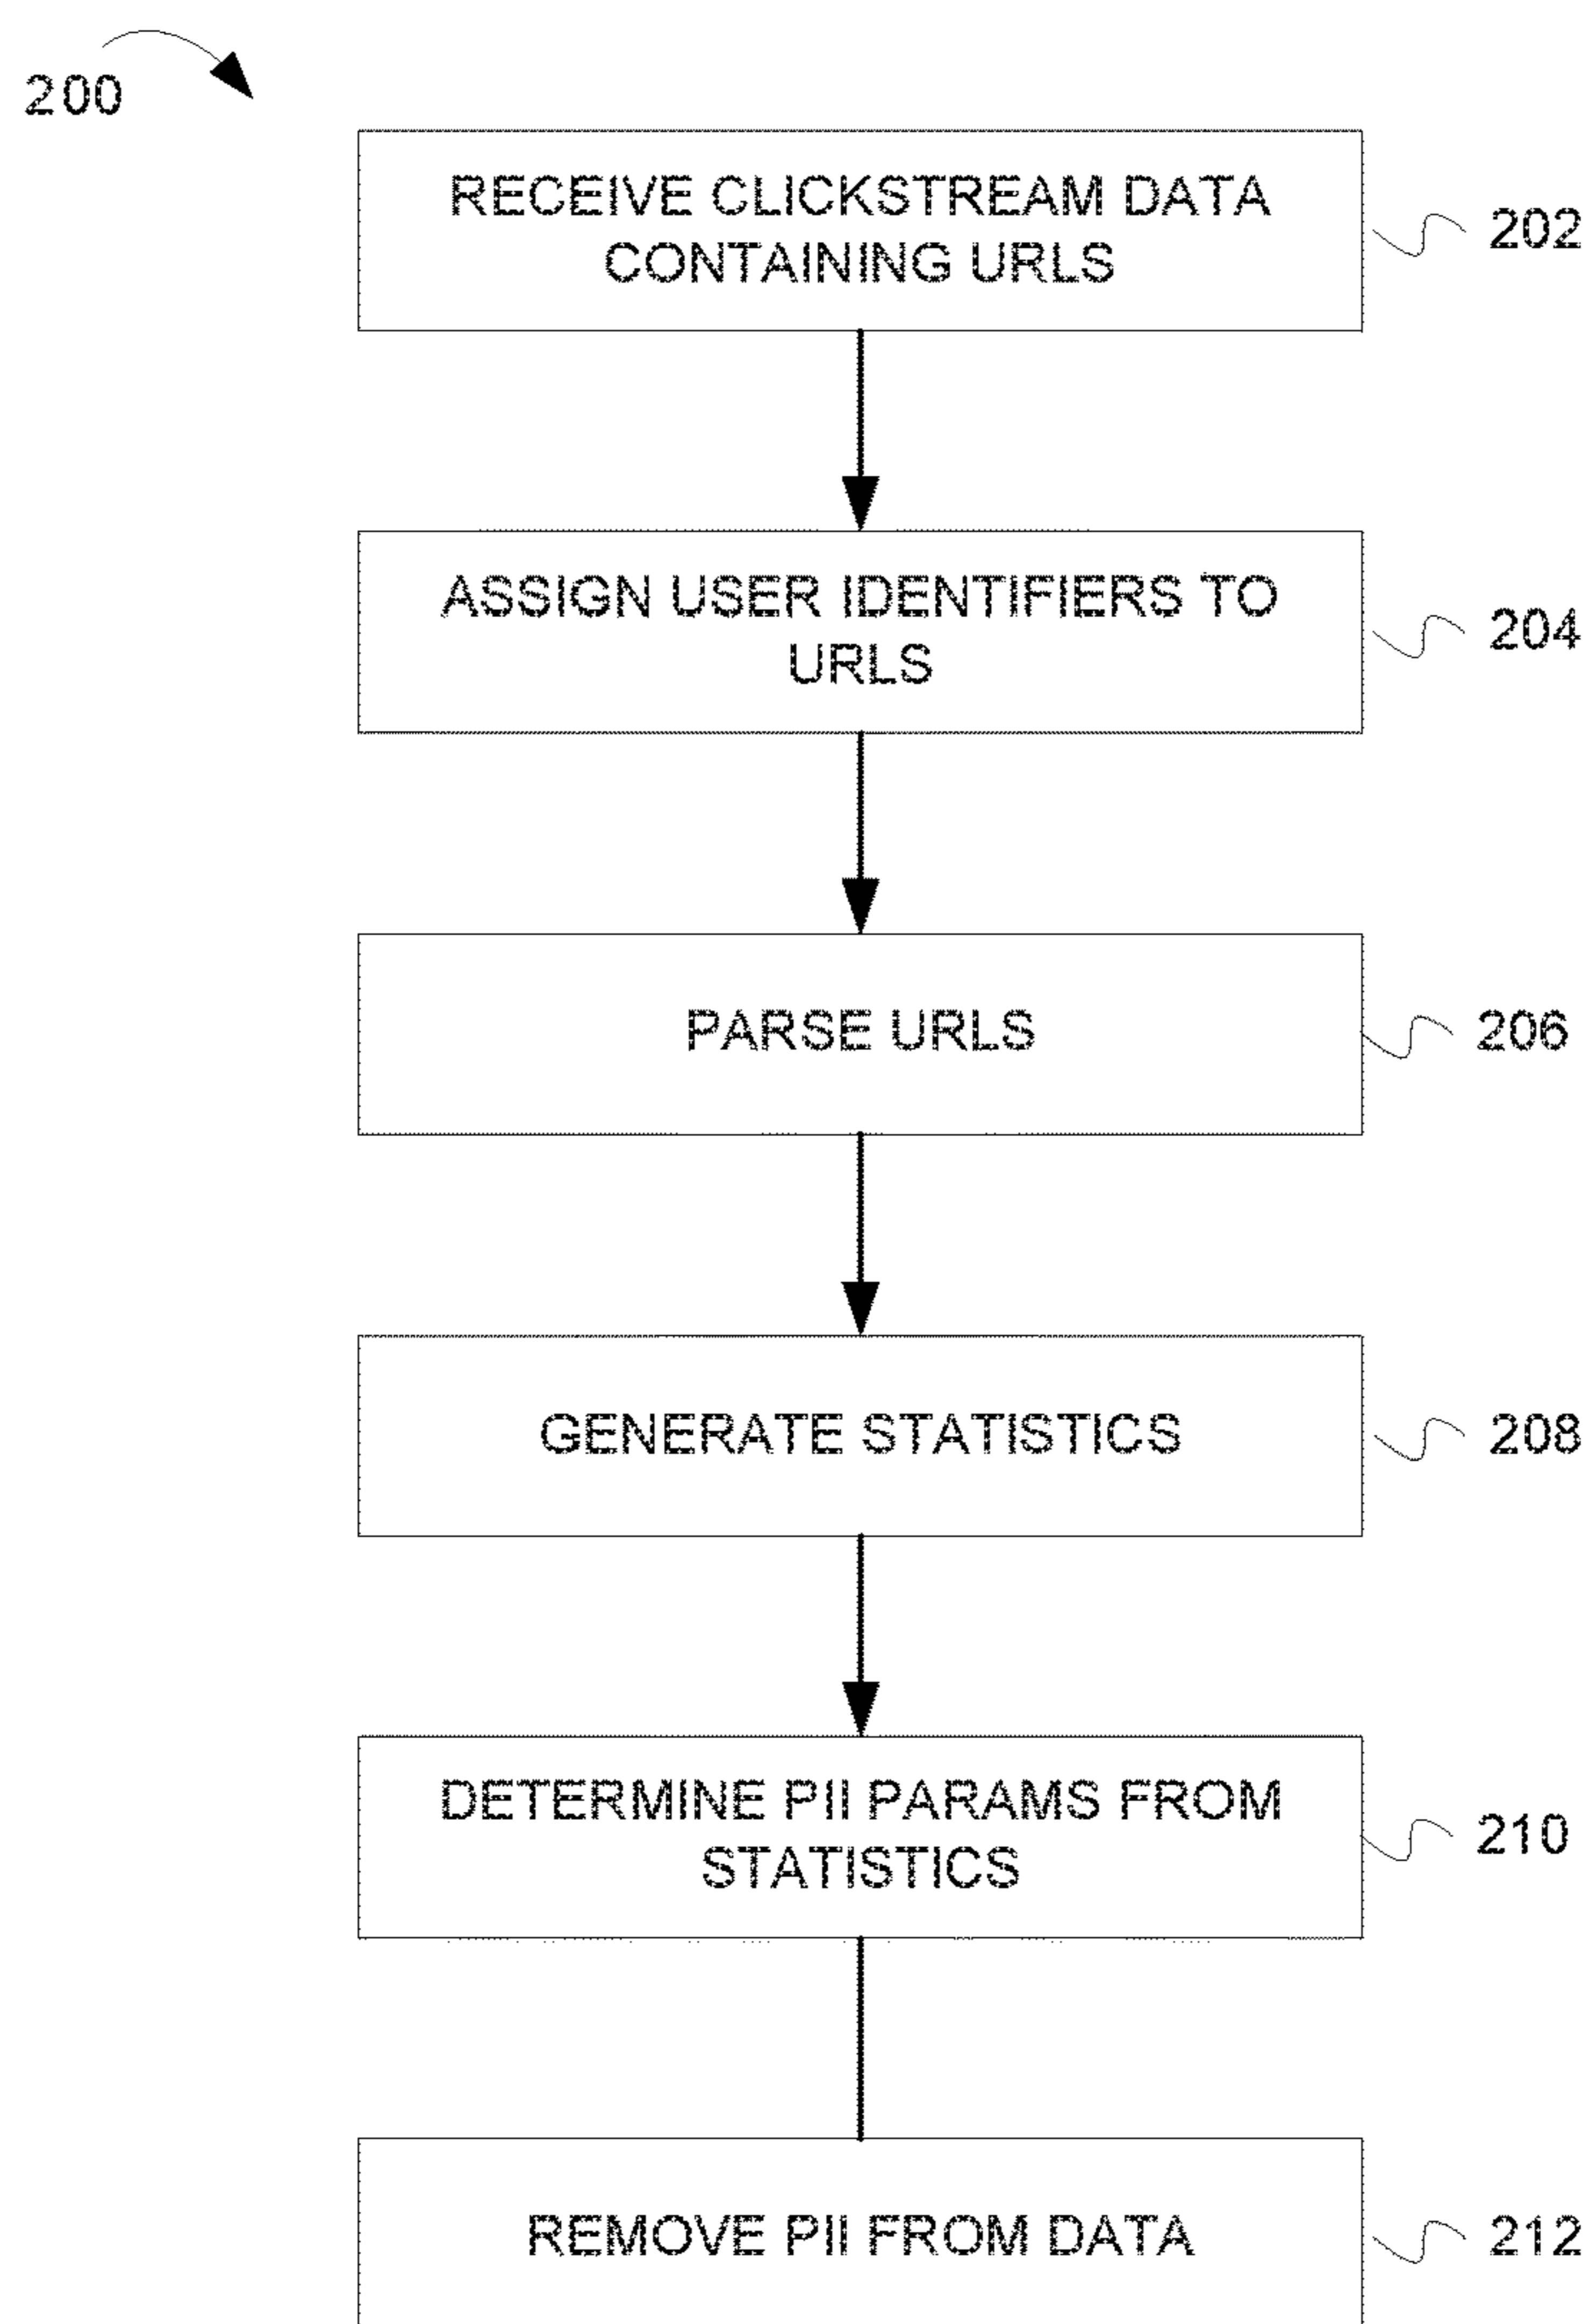 200
RECEIVE CLICKSTREAM DATA
CONTAINING URLS
202
ASSIGN USER IDENTIFIERS TO
URLS
204
PARSE URLS
206
GENERATE STATISTICS
208
DETERMINE PII PARAMS FROM
STATISTICS
210
REMOVE PII FROM DATA
212